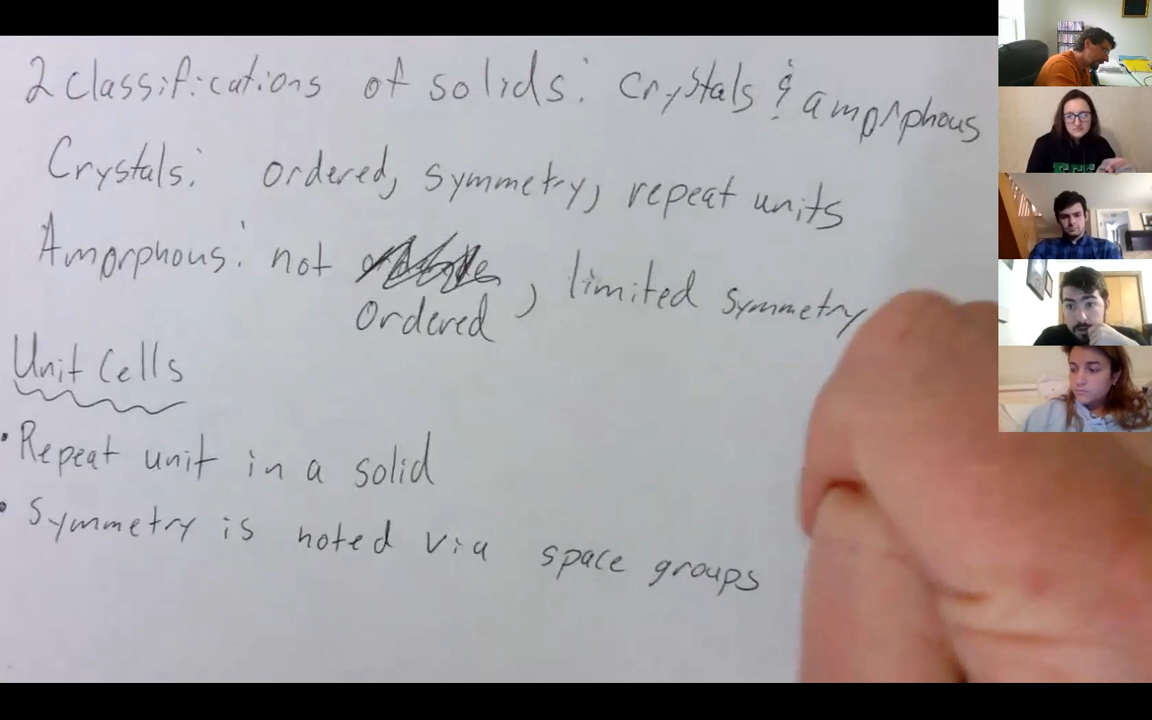 2 classifications of solids: Crystals & amorphous
Crystals: ordered, symmetry, repeat units
Amorphous: not ordered, limited symmetry
Unit Cells
• Repeat unit in a solid
• Symmetry is noted via space groups